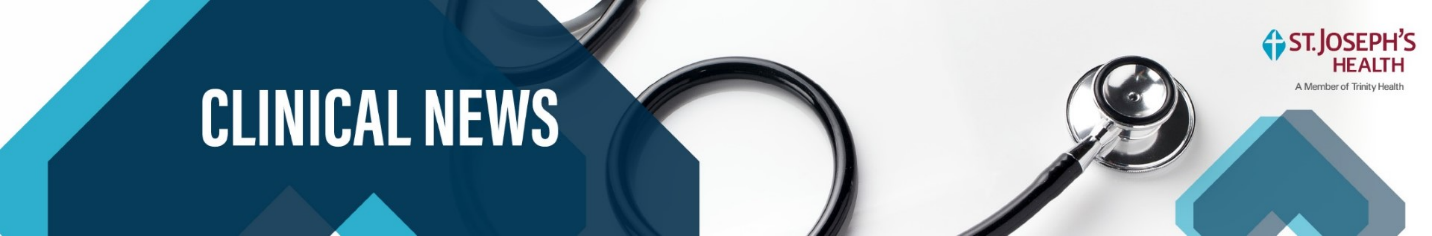 CLINICAL NEWS
ST. JOSEPH'S
HEALTH
A Member of Trinity Health